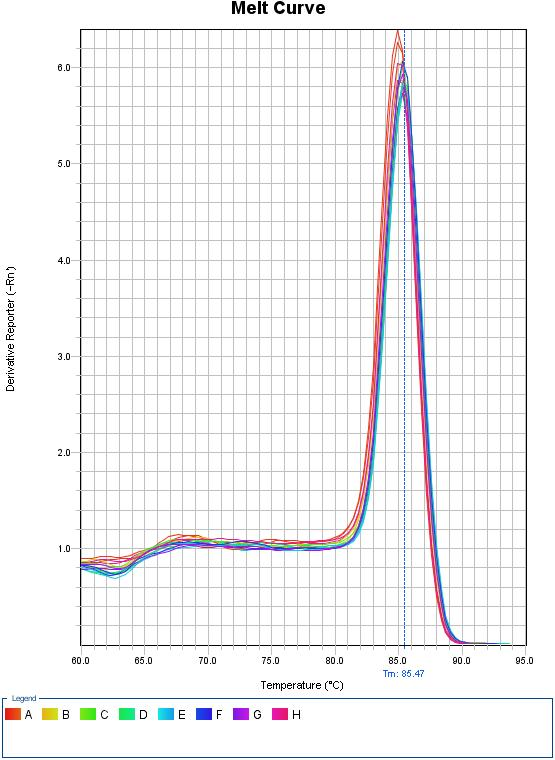 Melt Curve
6.0
5.0
4.0
3.0
2.0
1.0
Derivative Reporter (-Rn')
60.0 65.0 70.0 75.0 80.0 85.0 90.0 95.0
Tm: 85.47
Temperature (°C)
Legend
A B C D E F G H